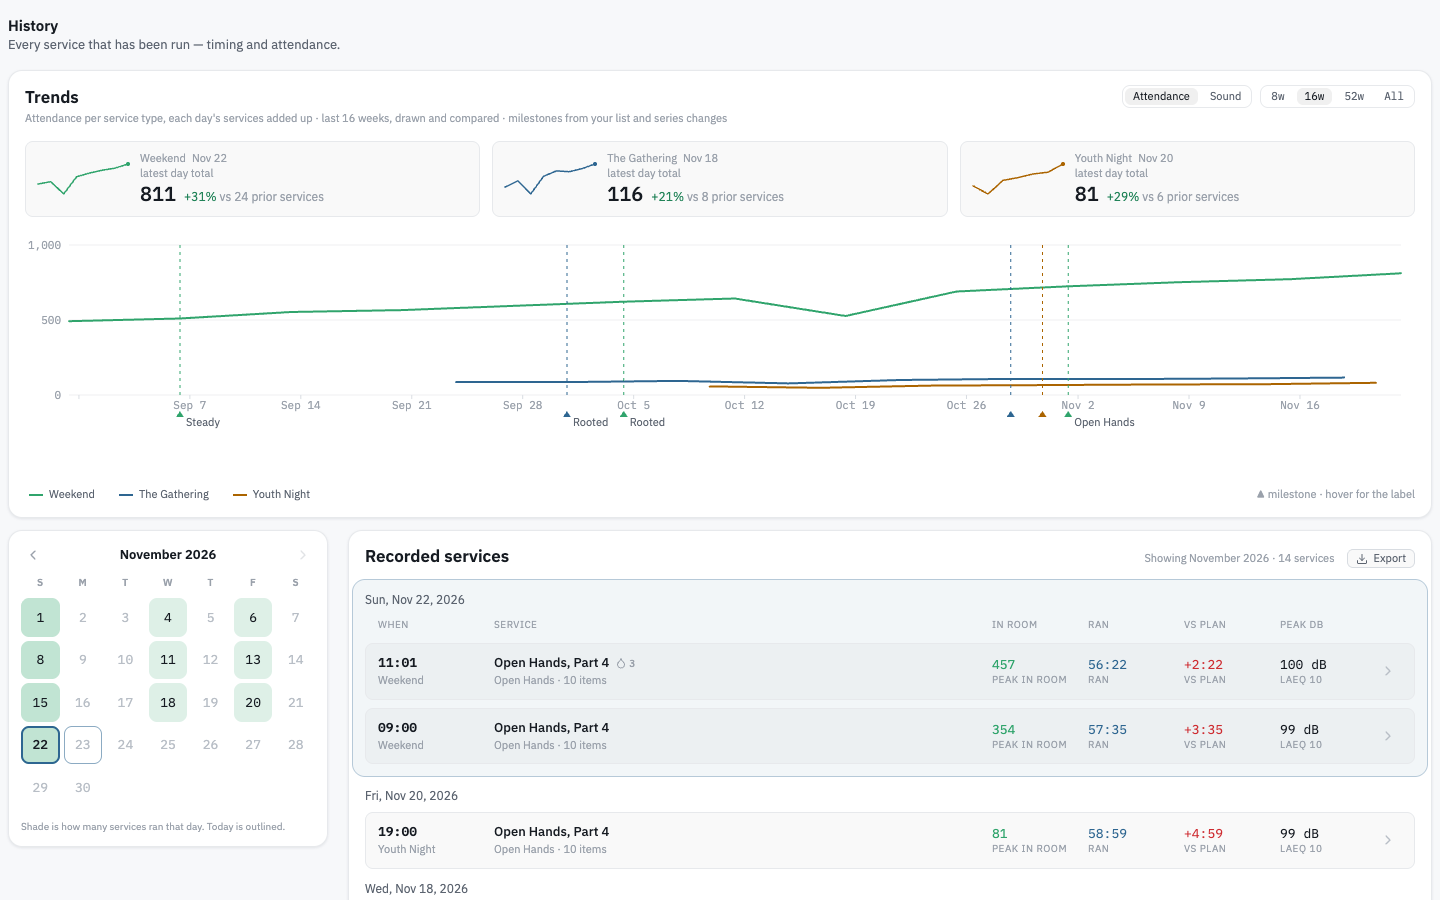 History
Every service that has been run — timing and attendance.
Trends
Attendance Sound 8w 16w 52w All
Attendance per service type, each day's services added up · last 16 weeks, drawn and compared · milestones from your list and series changes
Weekend Nov 22
latest day total
811 +31% vs 24 prior services
The Gathering Nov 18
latest day total
116 +21% vs 8 prior services
Youth Night Nov 20
latest day total
81 +29% vs 6 prior services
1,000
500
0
Sep 7 Sep 14 Sep 21 Sep 28 Oct 5 Oct 12 Oct 19 Oct 26 Nov 2 Nov 9 Nov 16
Steady Rooted Rooted Open Hands
Weekend The Gathering Youth Night
milestone · hover for the label
November 2026
S M T W T F S
1 2 3 4 5 6 7
8 9 10 11 12 13 14
15 16 17 18 19 20 21
22 23 24 25 26 27 28
29 30
Shade is how many services ran that day. Today is outlined.
Recorded services
Showing November 2026 · 14 services Export
Sun, Nov 22, 2026
WHEN SERVICE IN ROOM RAN VS PLAN PEAK DB
11:01 Open Hands, Part 4 3 457 56:22 +2:22 100 dB
Weekend Open Hands · 10 items PEAK IN ROOM RAN VS PLAN LAEQ 10
09:00 Open Hands, Part 4 354 57:35 +3:35 99 dB
Weekend Open Hands · 10 items PEAK IN ROOM RAN VS PLAN LAEQ 10
Fri, Nov 20, 2026
19:00 Open Hands, Part 4 81 58:59 +4:59 99 dB
Youth Night Open Hands · 10 items PEAK IN ROOM RAN VS PLAN LAEQ 10
Wed, Nov 18, 2026